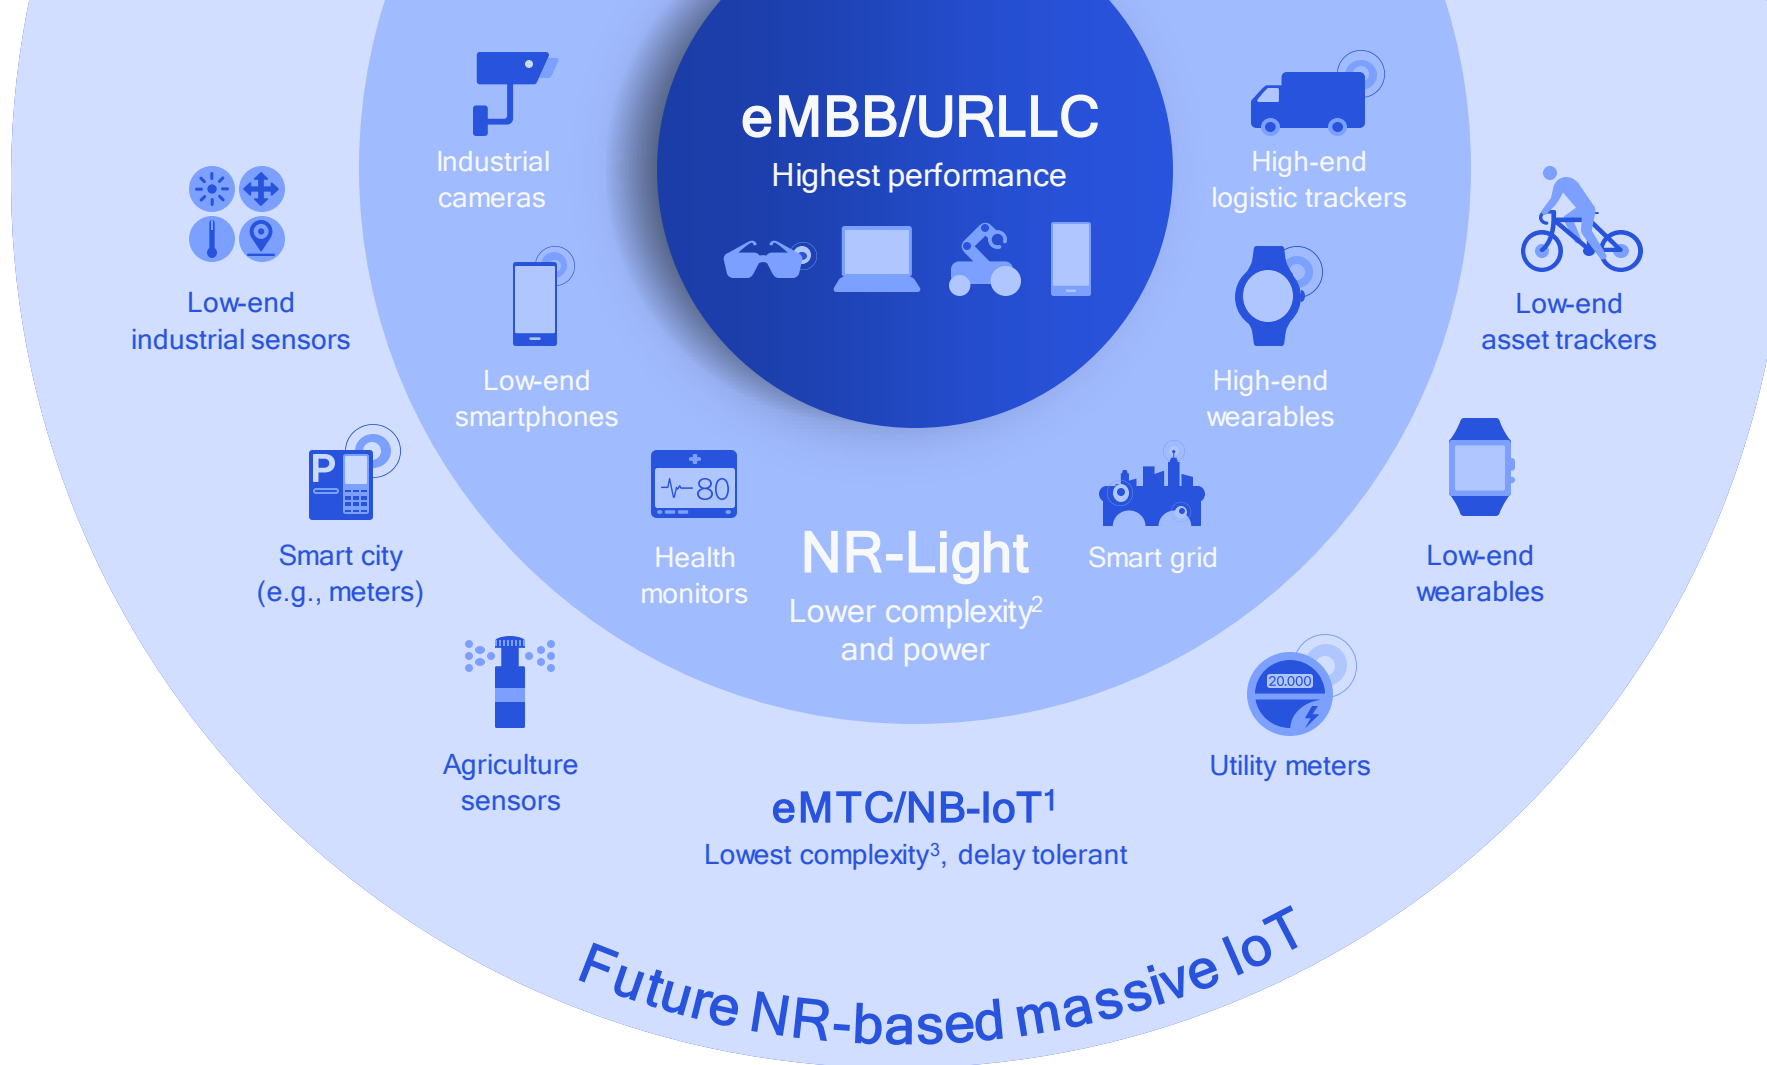 eMBB/URLLC
Highest performance
Industrial
cameras
High-end
logistic trackers
Low-end
industrial sensors
Low-end
asset trackers
Low-end
smartphones
High-end
wearables
P
80
Health
monitors
NR-Light
Lower complexity²
and power
Smart grid
Smart city
(e.g., meters)
Low-end
wearables
20.000
Agriculture
sensors
Utility meters
eMTC/NB-IoT¹
Lowest complexity³, delay tolerant
Future NR-based massive IoT